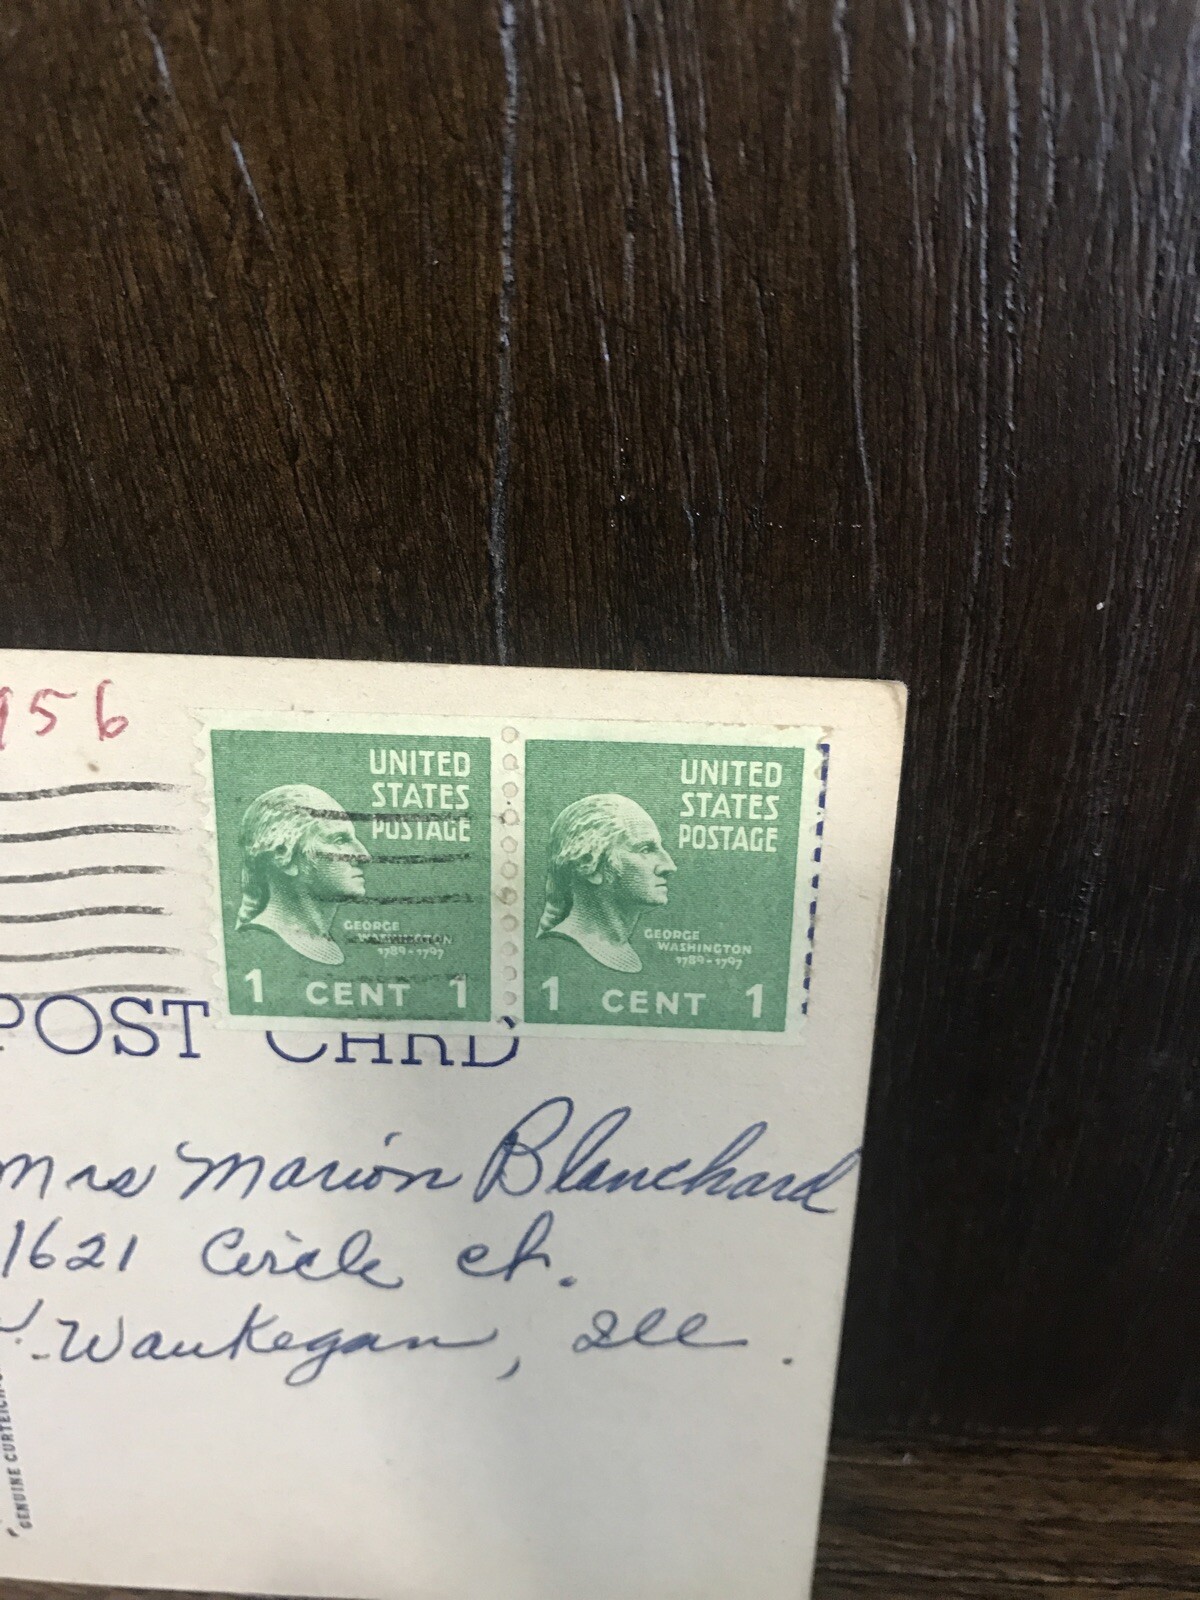 956
UNITED STATES POSTAGE
GEORGE WASHINGTON
1789-1797
1 CENT 1
UNITED STATES POSTAGE
GEORGE WASHINGTON
1789-1797
1 CENT 1
POST CARD
Mrs Marion Blanchard
1621 Circle Ct.
Waukegan, Ill.
GENUINE CURTEICH